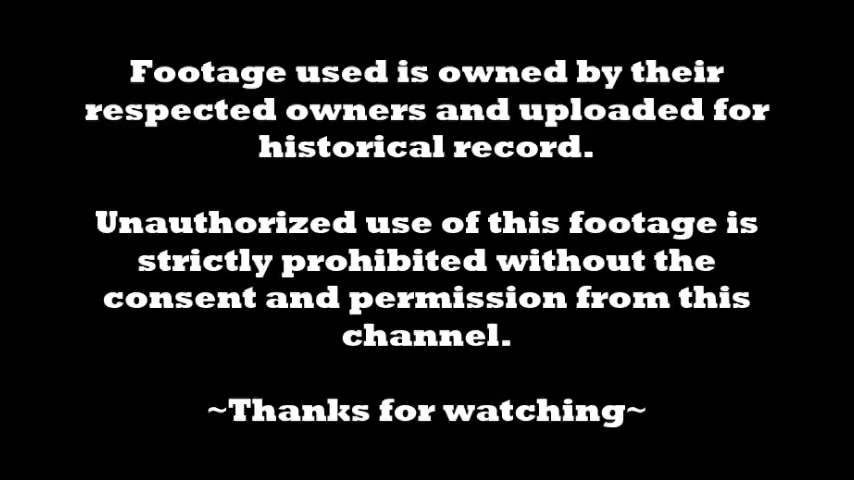 Footage used is owned by their
respected owners and uploaded for
historical record.
Unauthorized use of this footage is
strictly prohibited without the
consent and permission from this
channel.
~Thanks for watching~